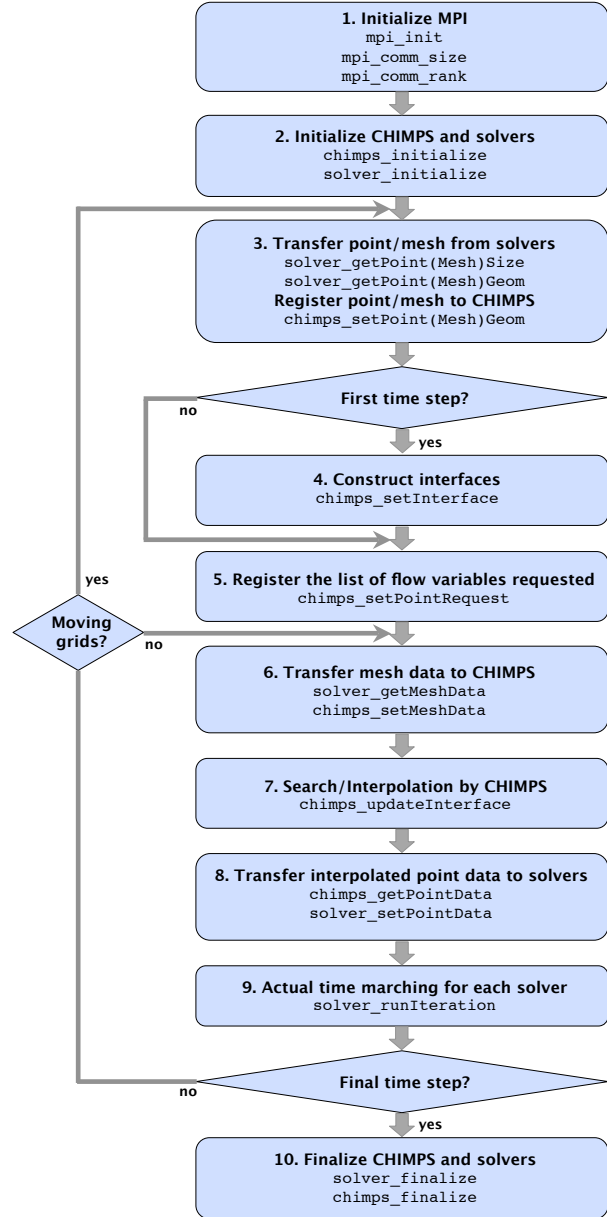 1. Initialize MPI
mpi_init
mpi_comm_size
mpi_comm_rank
2. Initialize CHIMPS and solvers
chimps_initialize
solver_initialize
3. Transfer point/mesh from solvers
solver_getPoint(Mesh)Size
solver_getPoint(Mesh)Geom
Register point/mesh to CHIMPS
chimps_setPoint(Mesh)Geom
First time step?
no
yes
4. Construct interfaces
chimps_setInterface
5. Register the list of flow variables requested
chimps_setPointRequest
yes
Moving
grids?
no
6. Transfer mesh data to CHIMPS
solver_getMeshData
chimps_setMeshData
7. Search/Interpolation by CHIMPS
chimps_updateInterface
8. Transfer interpolated point data to solvers
chimps_getPointData
solver_setPointData
9. Actual time marching for each solver
solver_runIteration
Final time step?
no
yes
10. Finalize CHIMPS and solvers
solver_finalize
chimps_finalize